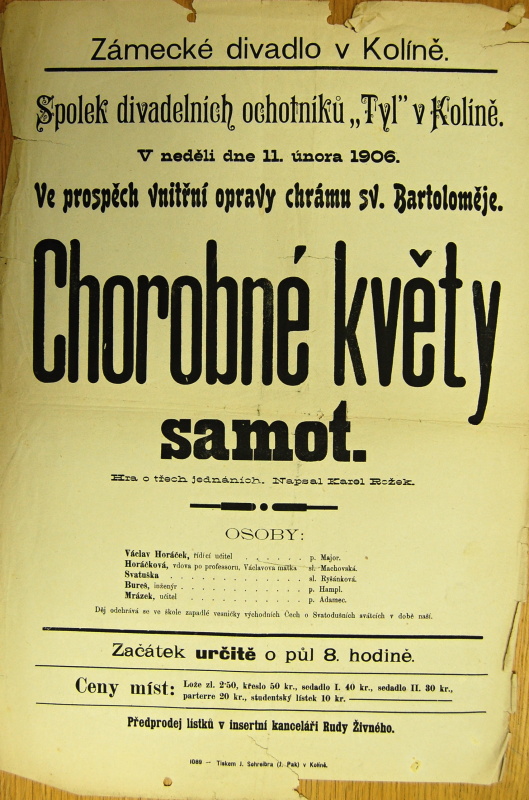 Zámecké divadlo v Kolíně.
Spolek divadelních ochotníků „Tyl" v Kolíně.
V neděli dne 11. února 1906.
Ve prospěch vnitřní opravy chrámu sv. Bartoloměje.
Chorobné květy
samot.
Hra o třech jednáních. Napsal Karel Rožek.
OSOBY:
Václav Horáček, řídící učitel . . . . . . p. Major.
Horáčková, vdova po professoru, Václavova matka sl. Machovská.
Svatuška . . . . . . . . . . . sl. Ryšánková.
Bureš, inženýr . . . . . . . . . . p. Hampl.
Mrázek, učitel . . . . . . . . . . p. Adamec.
Děj odehrává se ve škole zapadlé vesničky východních Čech o Svatodušních svátcích v době naší.
Začátek určitě o půl 8. hodině.
Ceny míst: Lože zl. 2·50, křeslo 50 kr., sedadlo I. 40 kr., sedadlo II. 30 kr.,
parterre 20 kr., studentský lístek 10 kr.
Předprodej lístků v insertní kanceláři Rudy Živného.
1089 — Tiskem J. Schreibra (J. Pek) v Kolíně.